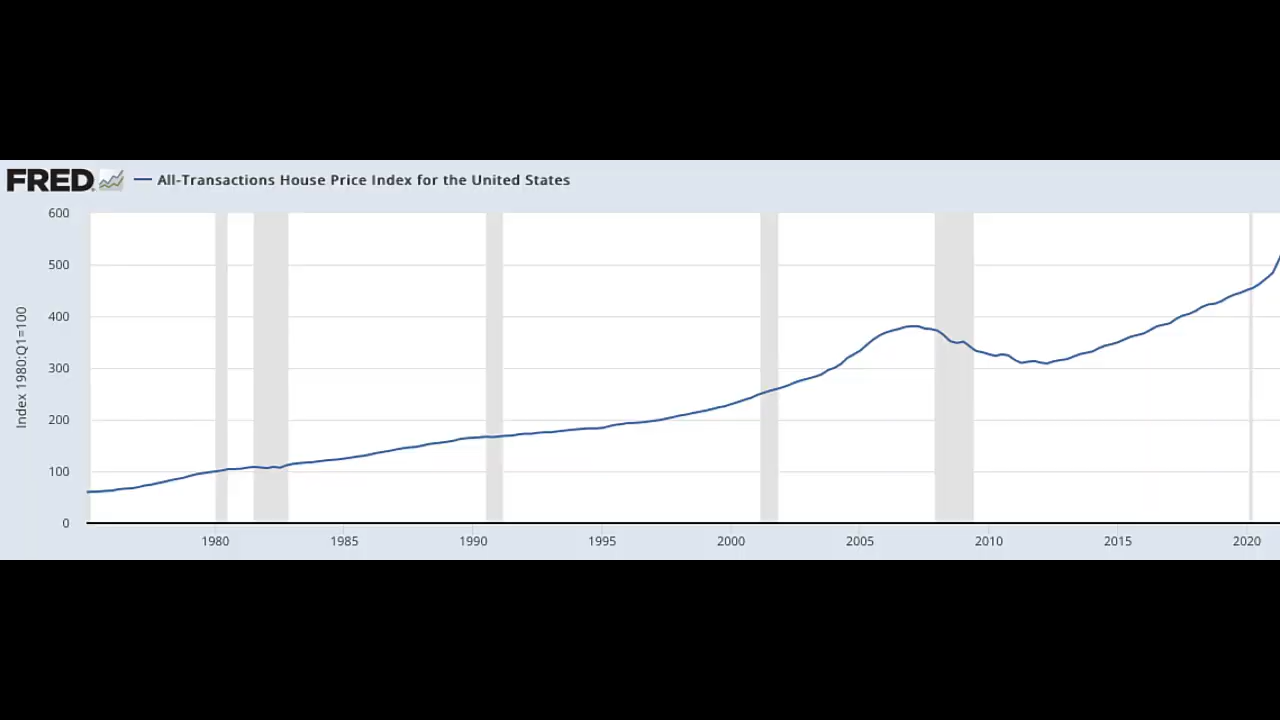 FRED
All-Transactions House Price Index for the United States
600
500
400
300
200
100
0
Index 1980:Q1=100
1980 1985 1990 1995 2000 2005 2010 2015 2020